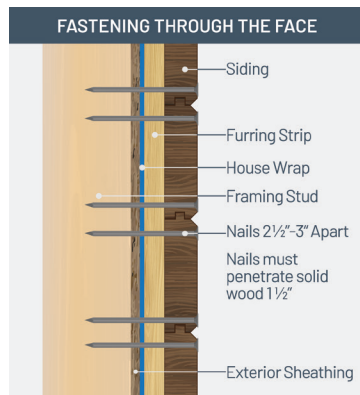 FASTENING THROUGH THE FACE
Siding
Furring Strip
House Wrap
Framing Stud
Nails 2½"-3" Apart
Nails must
penetrate solid
wood 1½"
Exterior Sheathing